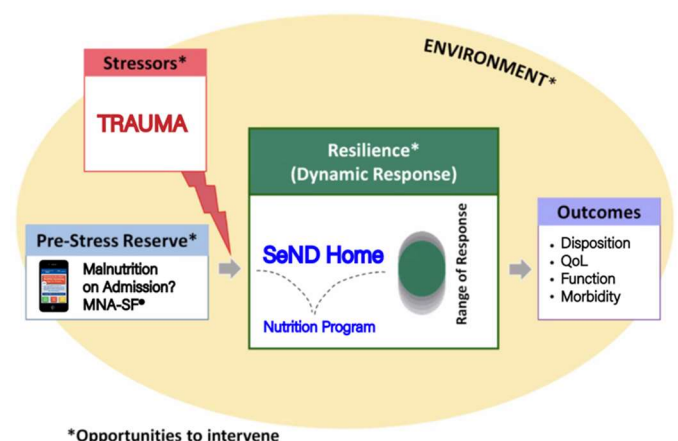 ENVIRONMENT*
Stressors*
TRAUMA
Resilience*
(Dynamic Response)
Pre-Stress Reserve*
Malnutrition
on Admission?
MNA-SF®
SeND Home
Nutrition Program
Range of Response
Outcomes
• Disposition
• QoL
• Function
• Morbidity
*Opportunities to intervene